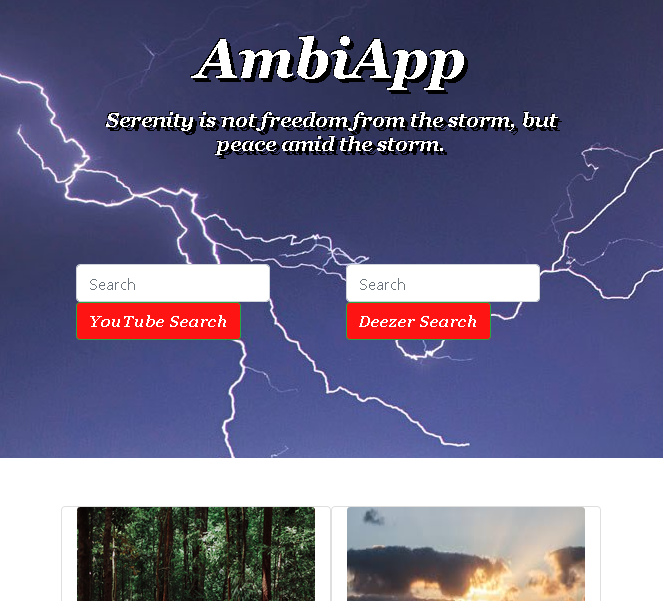 AmbiApp
Serenity is not freedom from the storm, but
peace amid the storm.
Search
Search
YouTube Search
Deezer Search